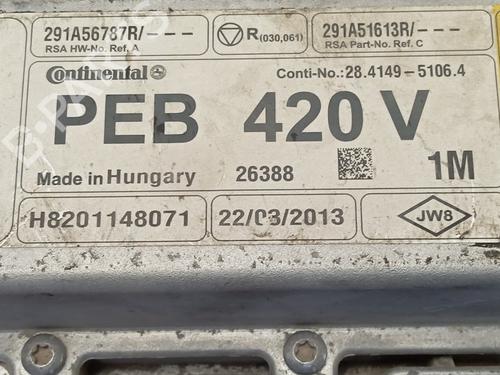 291A56787R/---
RSA HW-No. Ref. A
R(030,061)
291A51613R/---
RSA Part-No. Ref. C
Continental
Conti-No.: 28.4149-5106.4
PEB 420 V
Made in Hungary
26388
1M
H8201148071
22/03/2013
JW8
B-PARTS